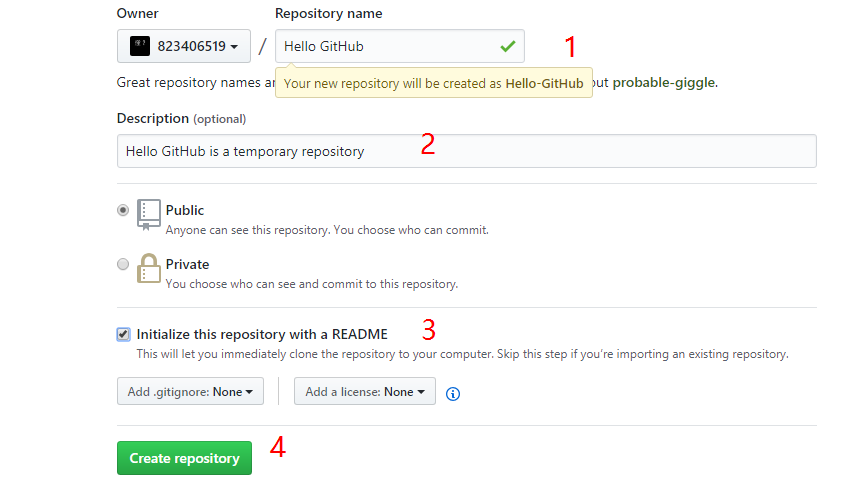 Owner Repository name
823406519 / Hello GitHub 1
Great repository names ar
Your new repository will be created as Hello-GitHub
out probable-giggle.
Description (optional)
Hello GitHub is a temporary repository 2
Public
Anyone can see this repository. You choose who can commit.
Private
You choose who can see and commit to this repository.
Initialize this repository with a README 3
This will let you immediately clone the repository to your computer. Skip this step if you're importing an existing repository.
Add .gitignore: None Add a license: None
Create repository 4